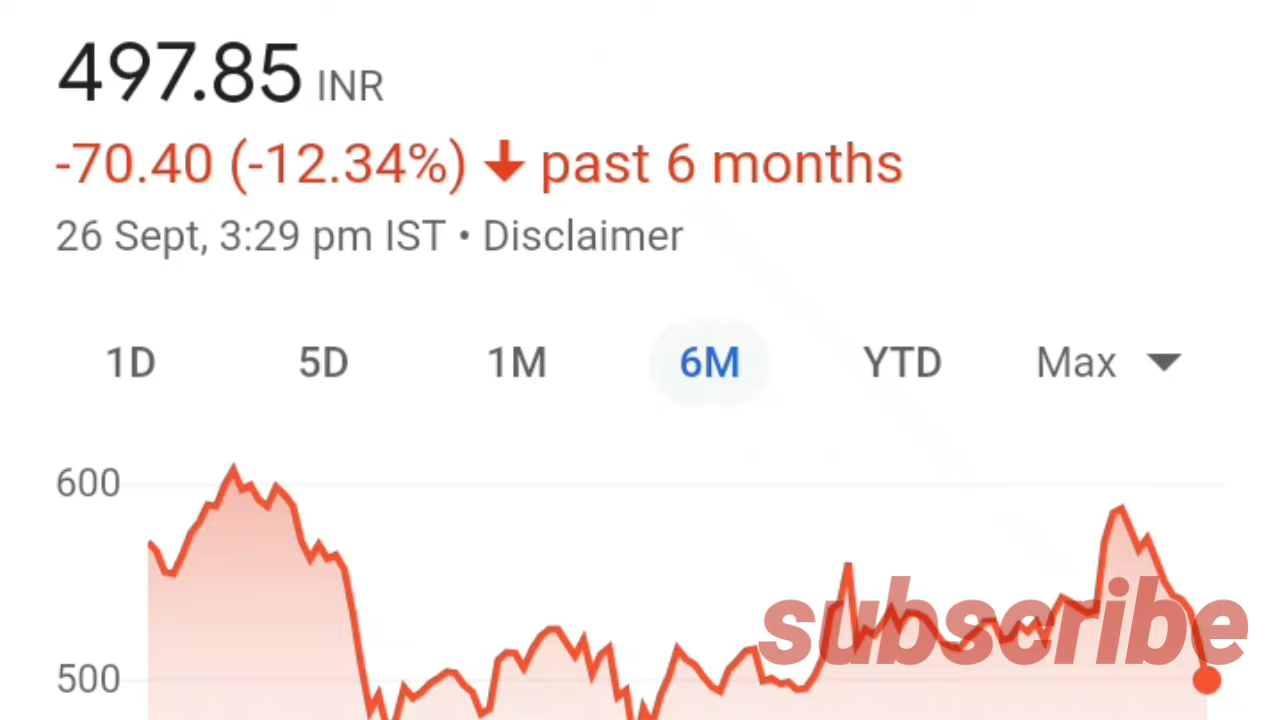 497.85 INR
-70.40 (-12.34%) ↓ past 6 months
26 Sept, 3:29 pm IST • Disclaimer
1D 5D 1M 6M YTD Max
600
subscribe
500